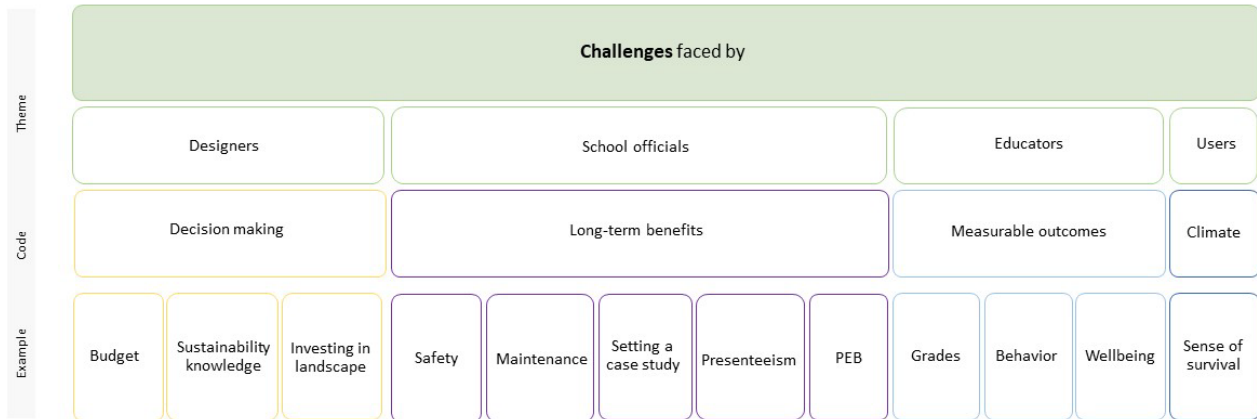 Challenges faced by
Theme
Designers
School officials
Educators
Users
Code
Decision making
Long-term benefits
Measurable outcomes
Climate
Example
Budget
Sustainability
knowledge
Investing in
landscape
Safety
Maintenance
Setting a
case study
Presenteeism
PEB
Grades
Behavior
Wellbeing
Sense of
survival